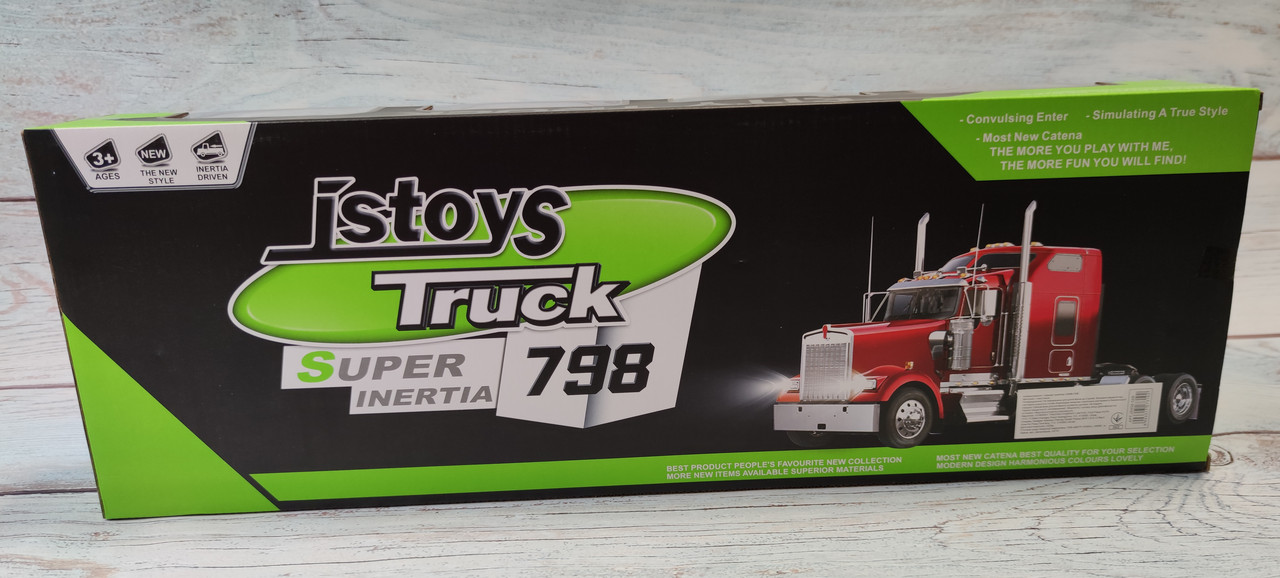 3+
AGES
NEW
THE NEW
STYLE
INERTIA
DRIVEN
- Convulsing Enter - Simulating A True Style
- Most New Catena
THE MORE YOU PLAY WITH ME,
THE MORE FUN YOU WILL FIND!
jstoys
Truck
SUPER
INERTIA
798
BEST PRODUCT PEOPLE'S FAVOURITE NEW COLLECTION
MORE NEW ITEMS AVAILABLE SUPERIOR MATERIALS
MOST NEW CATENA BEST QUALITY FOR YOUR SELECTION
MODERN DESIGN HARMONIOUS COLOURS LOVELY